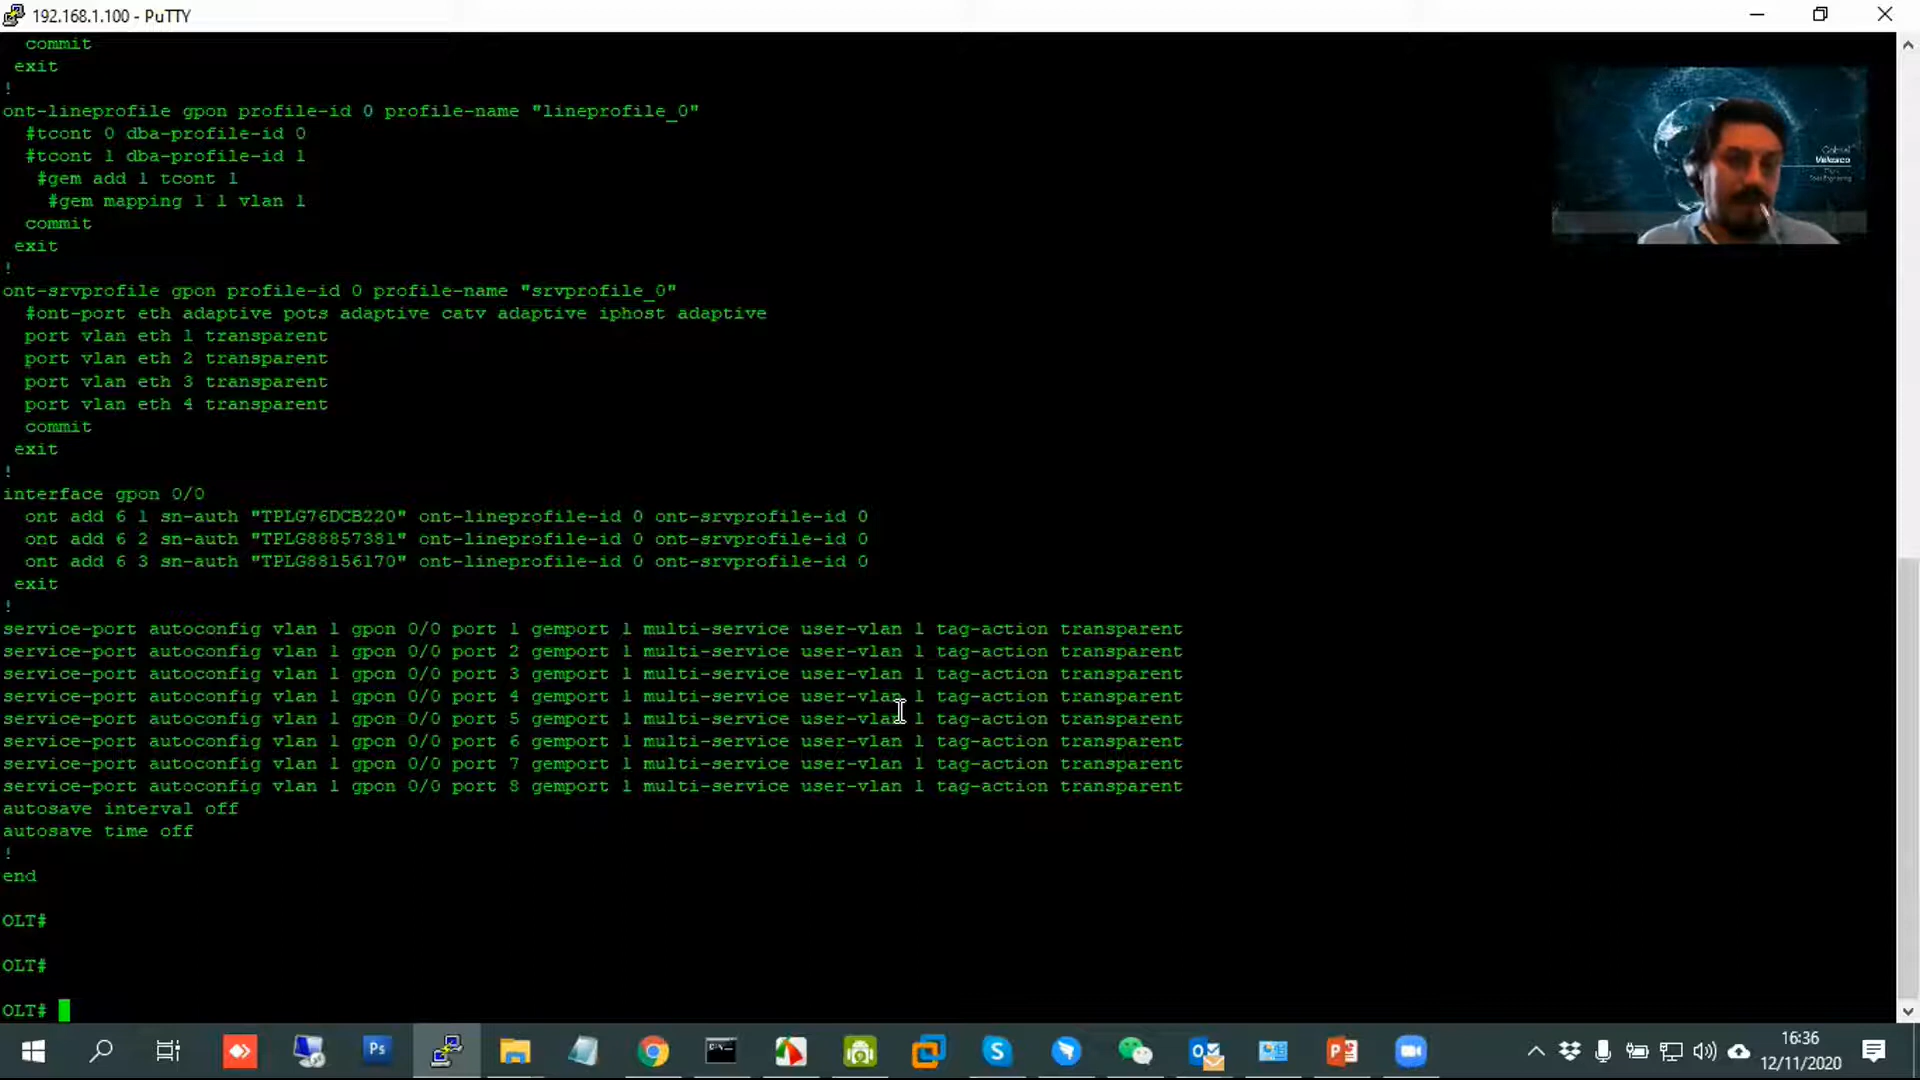 192.168.1.100 - PuTTY
commit
exit
!
ont-lineprofile gpon profile-id 0 profile-name "lineprofile_0"
#tcont 0 dba-profile-id 0
#tcont 1 dba-profile-id 1
#gem add 1 tcont 1
#gem mapping 1 1 vlan 1
commit
exit
!
ont-srvprofile gpon profile-id 0 profile-name "srvprofile_0"
#ont-port eth adaptive pots adaptive catv adaptive iphost adaptive
port vlan eth 1 transparent
port vlan eth 2 transparent
port vlan eth 3 transparent
port vlan eth 4 transparent
commit
exit
!
interface gpon 0/0
ont add 6 1 sn-auth "TPLG76DCB220" ont-lineprofile-id 0 ont-srvprofile-id 0
ont add 6 2 sn-auth "TPLG88857381" ont-lineprofile-id 0 ont-srvprofile-id 0
ont add 6 3 sn-auth "TPLG88156170" ont-lineprofile-id 0 ont-srvprofile-id 0
exit
!
service-port autoconfig vlan 1 gpon 0/0 port 1 gemport 1 multi-service user-vlan 1 tag-action transparent
service-port autoconfig vlan 1 gpon 0/0 port 2 gemport 1 multi-service user-vlan 1 tag-action transparent
service-port autoconfig vlan 1 gpon 0/0 port 3 gemport 1 multi-service user-vlan 1 tag-action transparent
service-port autoconfig vlan 1 gpon 0/0 port 4 gemport 1 multi-service user-vlan 1 tag-action transparent
service-port autoconfig vlan 1 gpon 0/0 port 5 gemport 1 multi-service user-vlan 1 tag-action transparent
service-port autoconfig vlan 1 gpon 0/0 port 6 gemport 1 multi-service user-vlan 1 tag-action transparent
service-port autoconfig vlan 1 gpon 0/0 port 7 gemport 1 multi-service user-vlan 1 tag-action transparent
service-port autoconfig vlan 1 gpon 0/0 port 8 gemport 1 multi-service user-vlan 1 tag-action transparent
autosave interval off
autosave time off
!
end
OLT#
OLT#
OLT#
Velasco
Ps
16:36
12/11/2020